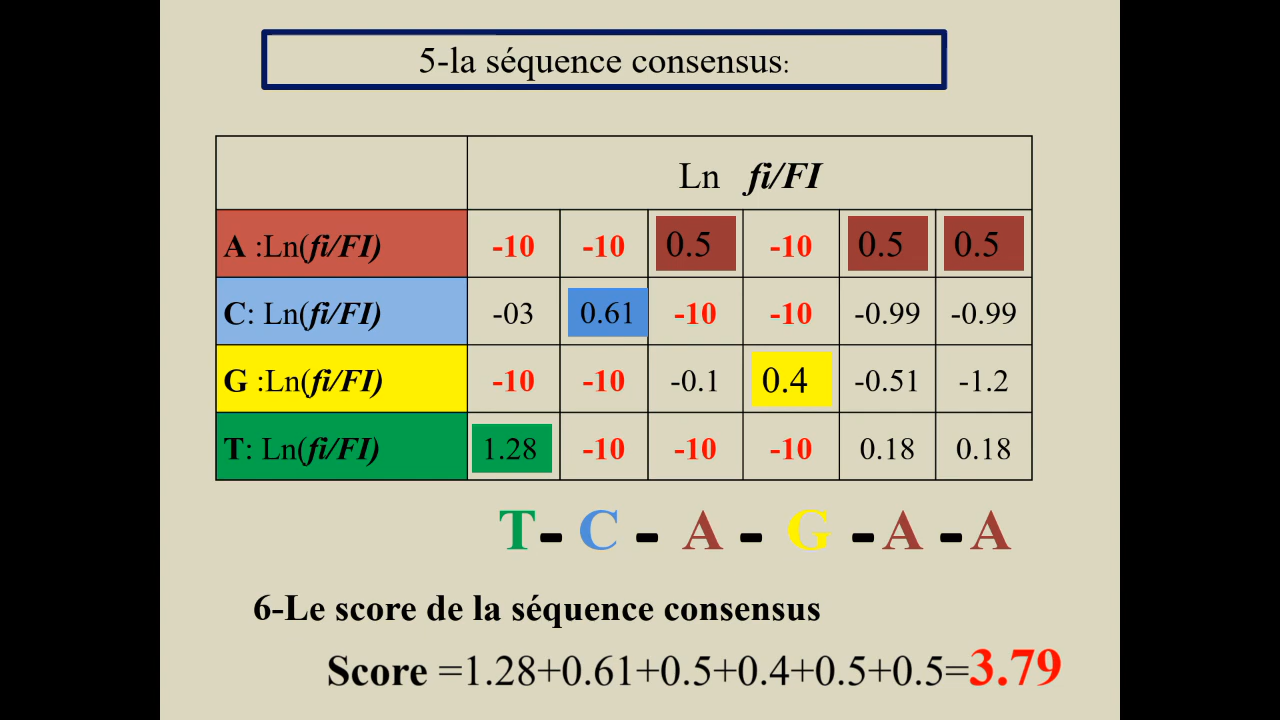 5-la séquence consensus:
Ln fi/FI
A :Ln(fi/FI) -10 -10 0.5 -10 0.5 0.5
C: Ln(fi/FI) -03 0.61 -10 -10 -0.99 -0.99
G :Ln(fi/FI) -10 -10 -0.1 0.4 -0.51 -1.2
T: Ln(fi/FI) 1.28 -10 -10 -10 0.18 0.18
T- C - A - G -A -A
6-Le score de la séquence consensus
Score =1.28+0.61+0.5+0.4+0.5+0.5=3.79